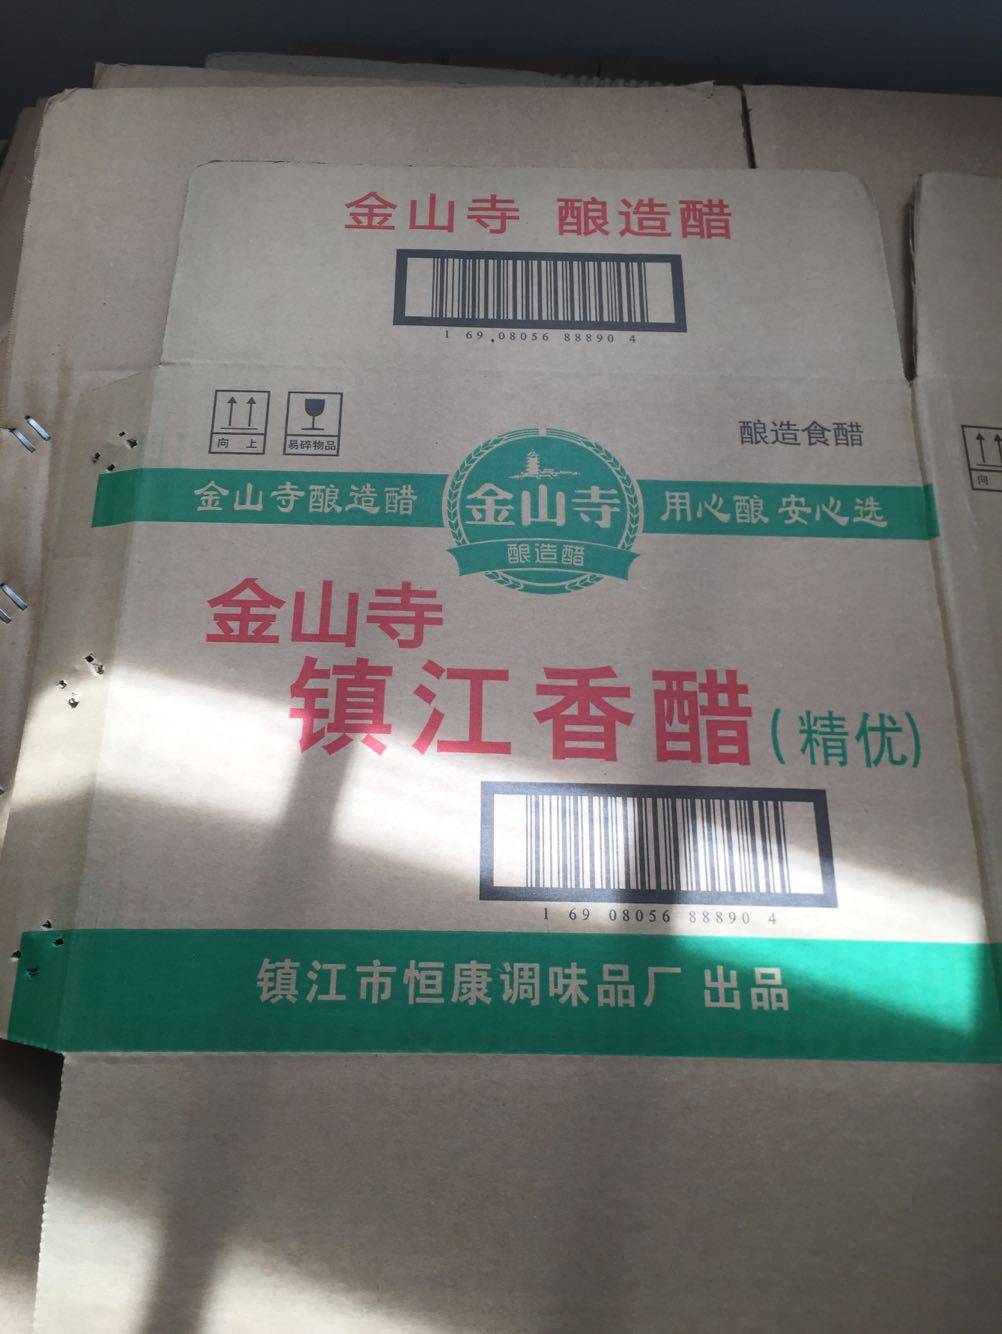 金山寺 酿造醋
1 69 08056 88890 4
向 上
易碎物品
酿造食醋
金山寺酿造醋
金山寺
酿造醋
用心酿 安心选
向
金山寺
镇江香醋(精优)
1 69 08056 88890 4
镇江市恒康调味品厂 出品